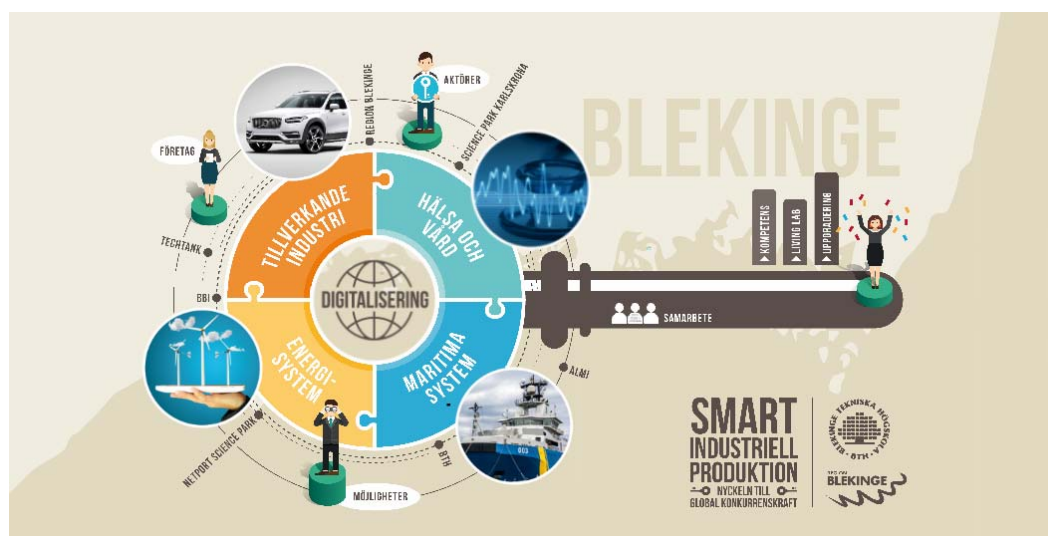 BLEKINGE
AKTÖRER
REGION BLEKINGE
SCIENCE PARK KARLSKRONA
FÖRETAG
TECHTANK
BBI
TILLVERKANDE
INDUSTRI
HÄLSA OCH
VÅRD
DIGITALISERING
ENERGI-
SYSTEM
MARITIMA
SYSTEM
KOMPETENS
LIVING LAB
UPPGRADERING
SAMARBETE
ALMI
003
BTH
NETPORT SCIENCE PARK
MÖJLIGHETER
SMART
INDUSTRIELL
PRODUKTION
NYCKELN TILL
GLOBAL KONKURRENSKRAFT
BLEKINGE TEKNISKA HÖGSKOLA
BTH
REGION
BLEKINGE